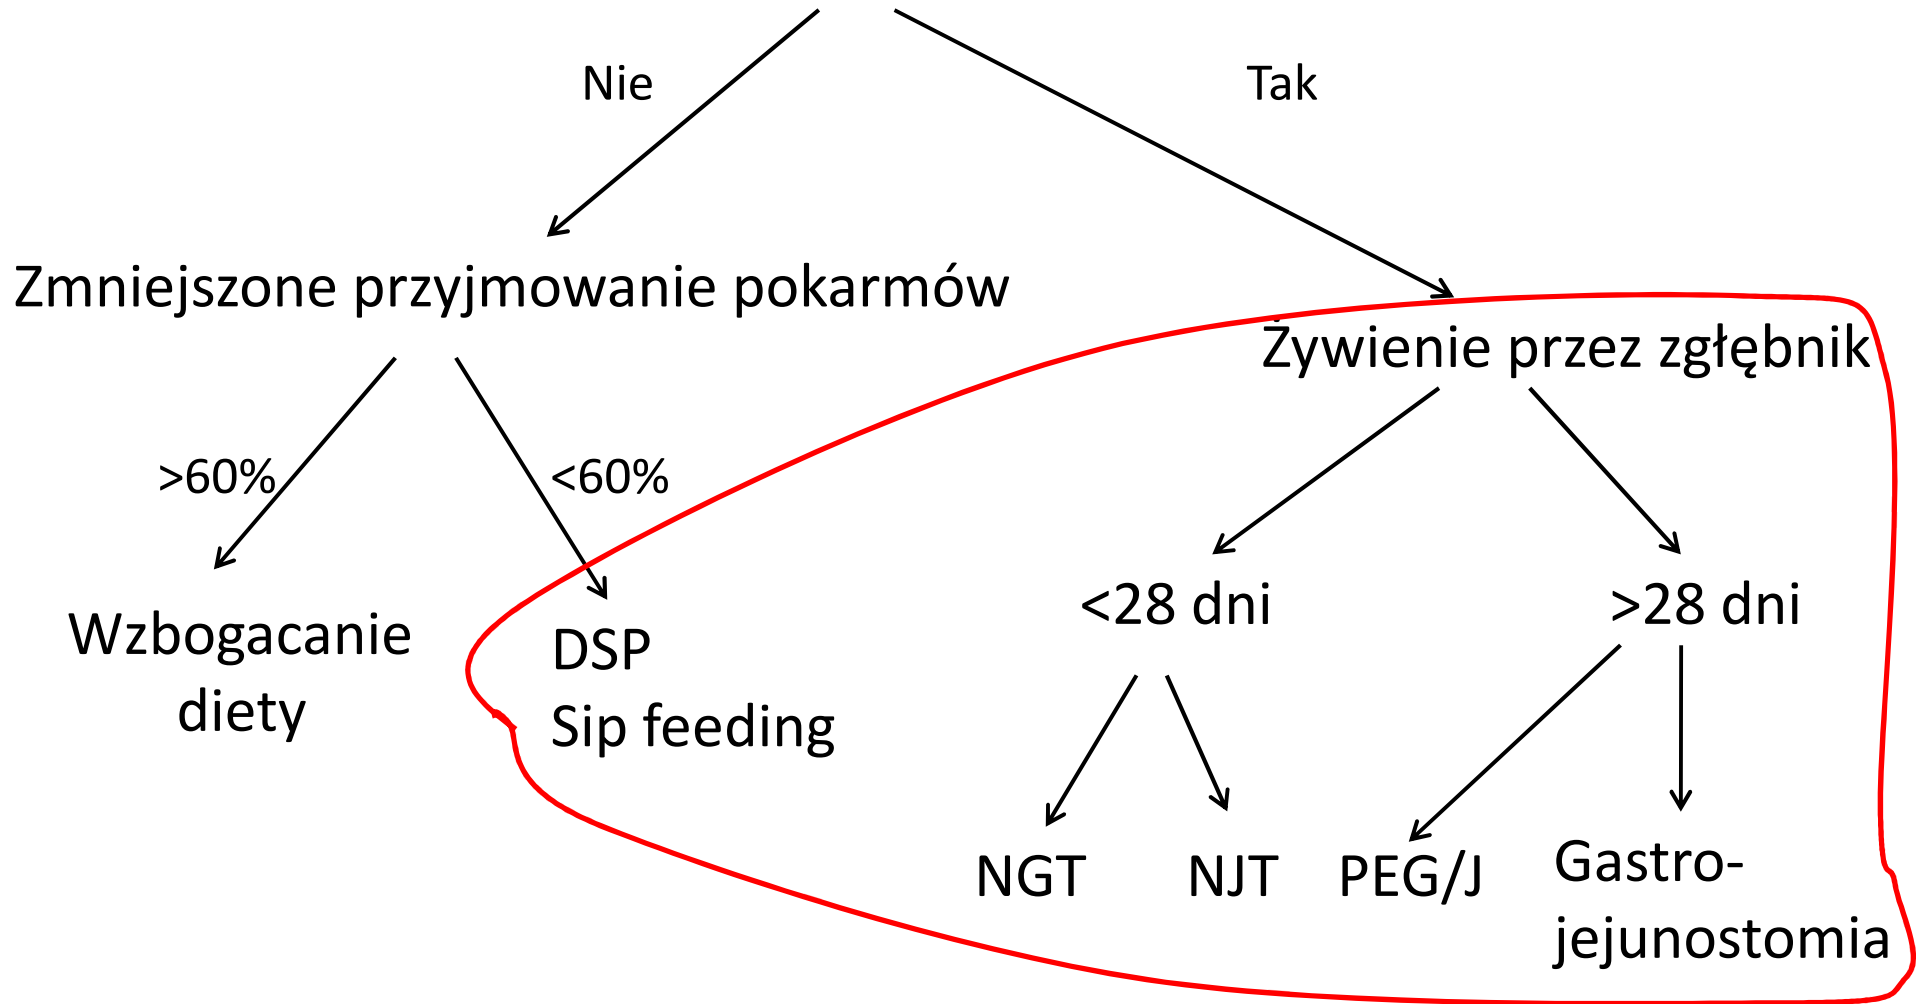 Nie
Tak
Zmniejszone przyjmowanie pokarmów
Żywienie przez zgłębnik
>60%
<60%
<28 dni
>28 dni
Wzbogacanie
diety
DSP
Sip feeding
NGT
NJT
PEG/J
Gastro-
jejunostomia